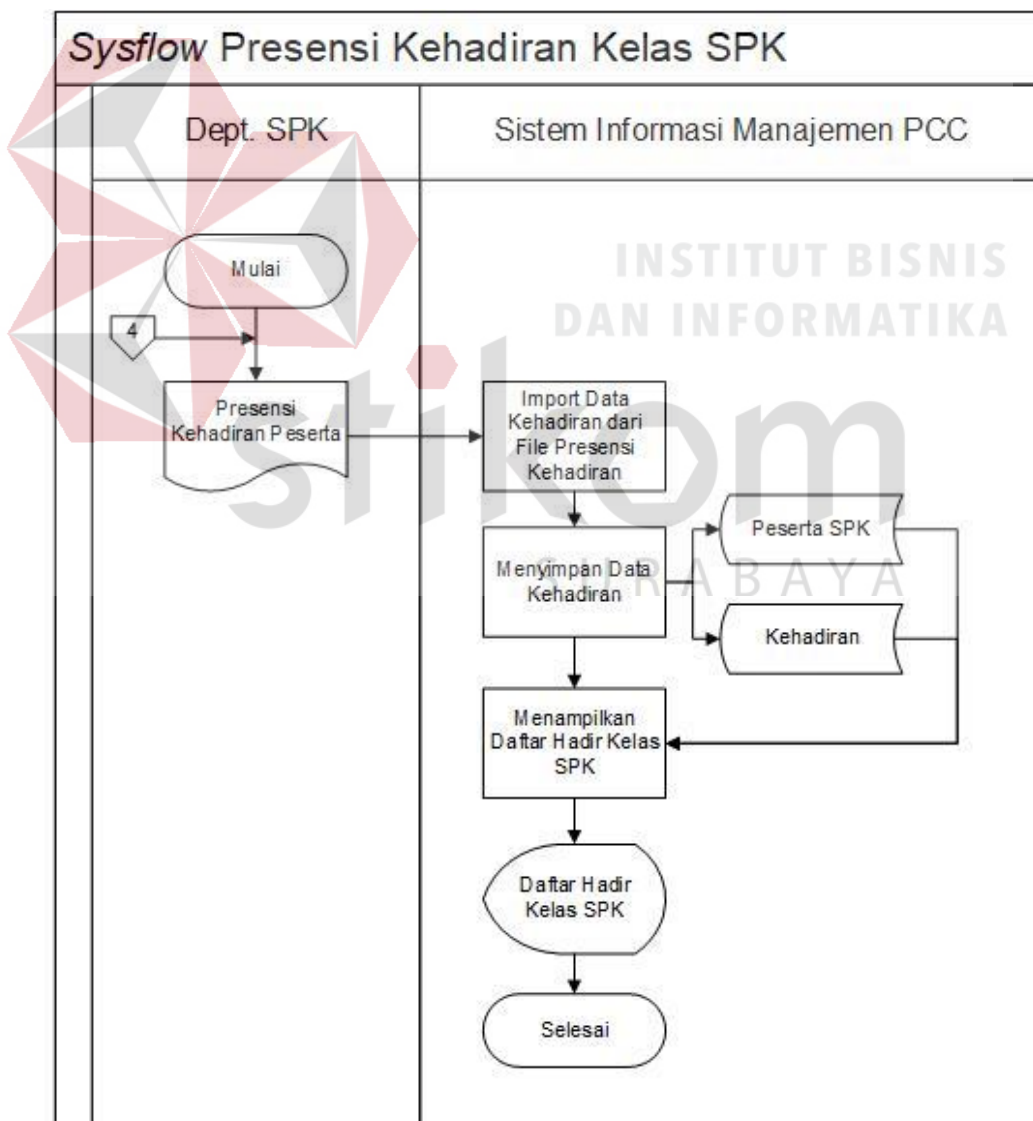 Sysflow Presensi Kehadiran Kelas SPK
Dept. SPK
Sistem Informasi Manajemen PCC
INSTITUT BISNIS
DAN INFORMATIKA
stikom
SURABAYA
Mulai
4
Presensi
Kehadiran Peserta
Import Data
Kehadiran dari
File Presensi
Kehadiran
Menyimpan Data
Kehadiran
Peserta SPK
Kehadiran
Menampilkan
Daftar Hadir Kelas
SPK
Daftar Hadir
Kelas SPK
Selesai